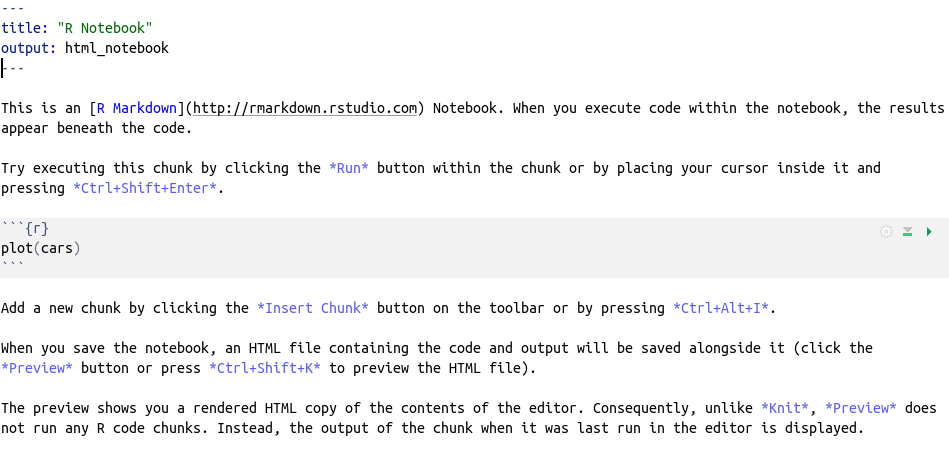 ---
title: "R Notebook"
output: html_notebook
---
This is an [R Markdown](http://rmarkdown.rstudio.com) Notebook. When you execute code within the notebook, the results
appear beneath the code.
Try executing this chunk by clicking the *Run* button within the chunk or by placing your cursor inside it and
pressing *Ctrl+Shift+Enter*.
```{r}
plot(cars)
```
Add a new chunk by clicking the *Insert Chunk* button on the toolbar or by pressing *Ctrl+Alt+I*.
When you save the notebook, an HTML file containing the code and output will be saved alongside it (click the
*Preview* button or press *Ctrl+Shift+K* to preview the HTML file).
The preview shows you a rendered HTML copy of the contents of the editor. Consequently, unlike *Knit*, *Preview* does
not run any R code chunks. Instead, the output of the chunk when it was last run in the editor is displayed.